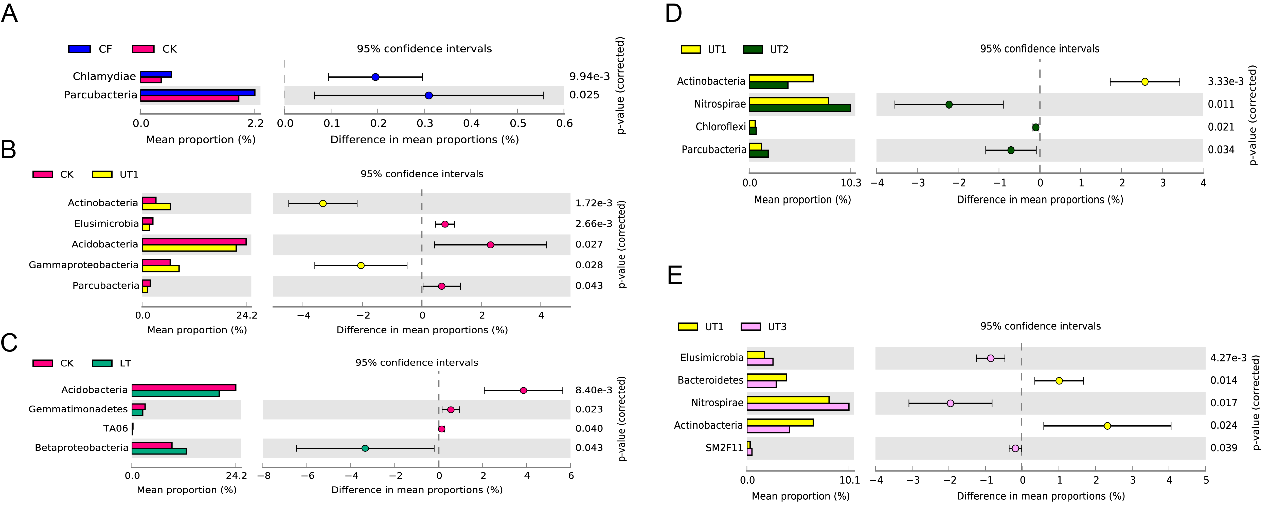 A
CF CK 95% confidence intervals
Chlamydiae 9.94e-3
Parcubacteria 0.025
0.0 2.2 0.0 0.1 0.2 0.3 0.4 0.5 0.6
Mean proportion (%) Difference in mean proportions (%)
p-value (corrected)
B
CK UT1 95% confidence intervals
Actinobacteria 1.72e-3
Elusimicrobia 2.66e-3
Acidobacteria 0.027
Gammaproteobacteria 0.028
Parcubacteria 0.043
0.0 24.2 −4 −2 0 2 4
Mean proportion (%) Difference in mean proportions (%)
p-value (corrected)
C
CK LT 95% confidence intervals
Acidobacteria 8.40e-3
Gemmatimonadetes 0.023
TA06 0.040
Betaproteobacteria 0.043
0.0 24.2 −8 −6 −4 −2 0 2 4 6
Mean proportion (%) Difference in mean proportions (%)
p-value (corrected)
D
UT1 UT2 95% confidence intervals
Actinobacteria 3.33e-3
Nitrospirae 0.011
Chloroflexi 0.021
Parcubacteria 0.034
0.0 10.3 −4 −3 −2 −1 0 1 2 3 4
Mean proportion (%) Difference in mean proportions (%)
p-value (corrected)
E
UT1 UT3 95% confidence intervals
Elusimicrobia 4.27e-3
Bacteroidetes 0.014
Nitrospirae 0.017
Actinobacteria 0.024
SM2F11 0.039
0.0 10.1 −4 −3 −2 −1 0 1 2 3 4 5
Mean proportion (%) Difference in mean proportions (%)
p-value (corrected)